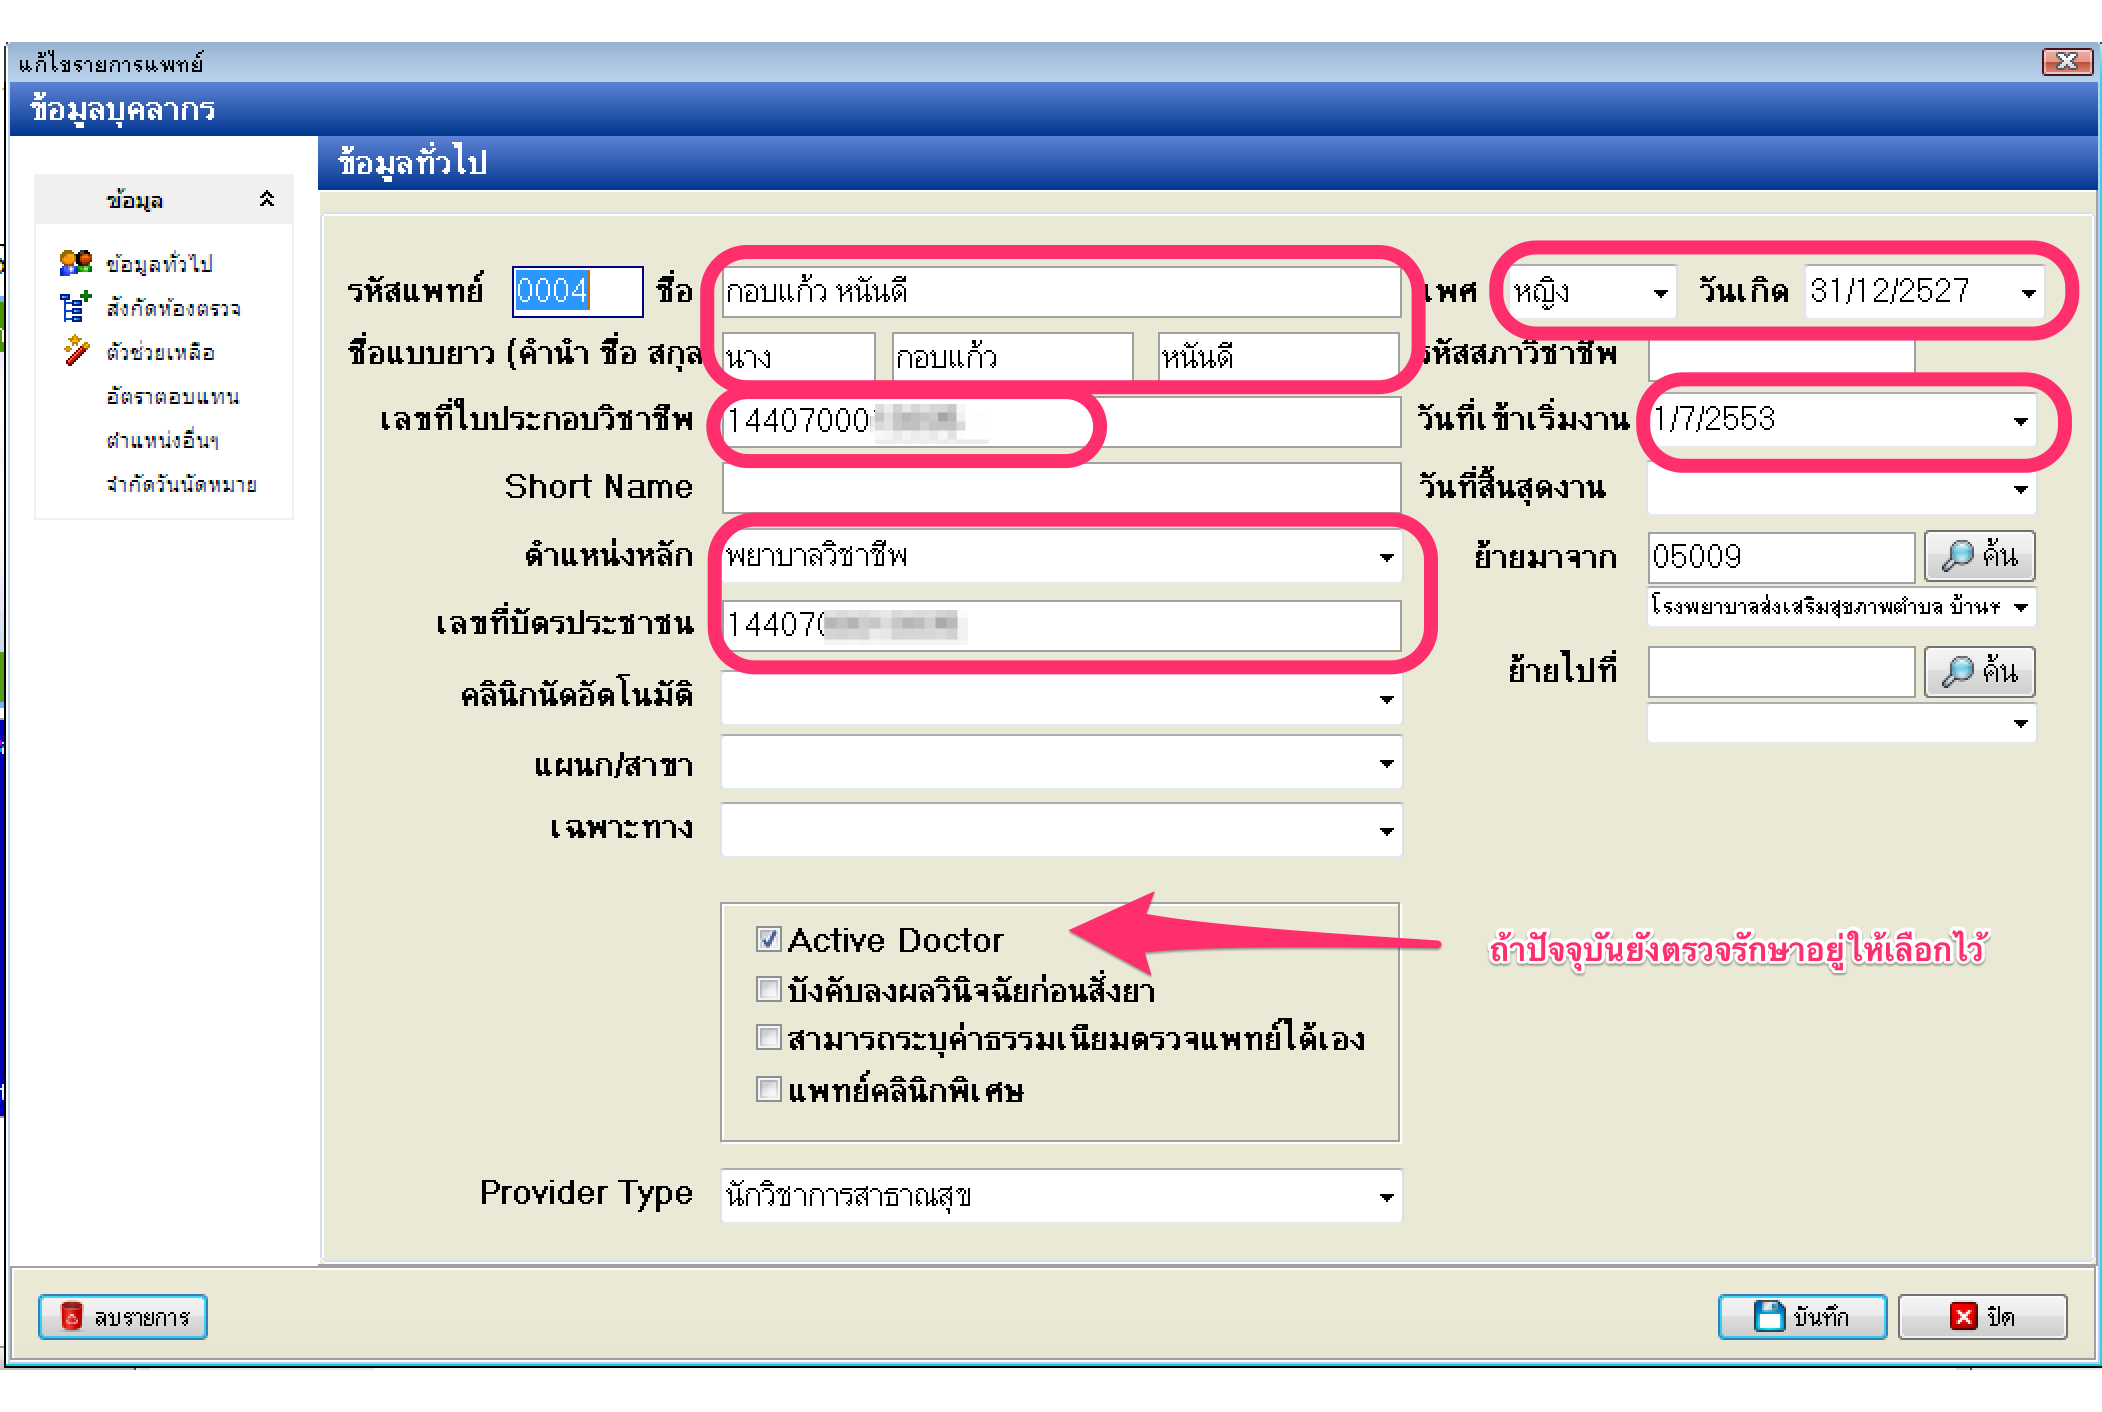 แก้ไขรายการแพทย์
ข้อมูลบุคลากร
ข้อมูลทั่วไป
ข้อมูล
ข้อมูลทั่วไป
สังกัดห้องตรวจ
ตัวช่วยเหลือ
อัตราตอบแทน
ตำแหน่งอื่นๆ
จำกัดวันนัดหมาย
รหัสแพทย์ 0004 ชื่อ กอบแก้ว หนันดี เพศ หญิง วันเกิด 31/12/2527
ชื่อแบบยาว (คำนำ ชื่อ สกุล นาง กอบแก้ว หนันดี รหัสสภาวิชาชีพ
เลขที่ใบประกอบวิชาชีพ 14407000 วันที่เข้าเริ่มงาน 1/7/2553
Short Name วันที่สิ้นสุดงาน
ตำแหน่งหลัก พยาบาลวิชาชีพ ย้ายมาจาก 05009 ค้น
โรงพยาบาลส่งเสริมสุขภาพตำบล
เลขที่บัตรประชาชน 14407
ย้ายไปที่ ค้น
คลินิกนัดอัตโนมัติ
แผนก/สาขา
เฉพาะทาง
Active Doctor
ถ้าปัจจุบันยังตรวจรักษาอยู่ ให้เลือกไว้
บังคับลงผลวินิจฉัยก่อนสั่งยา
สามารถระบุค่าธรรมเนียมตรวจแพทย์ได้เอง
แพทย์คลินิกพิเศษ
Provider Type นักวิชาการสาธาณสุข
ลบรายการ บันทึก ปิด